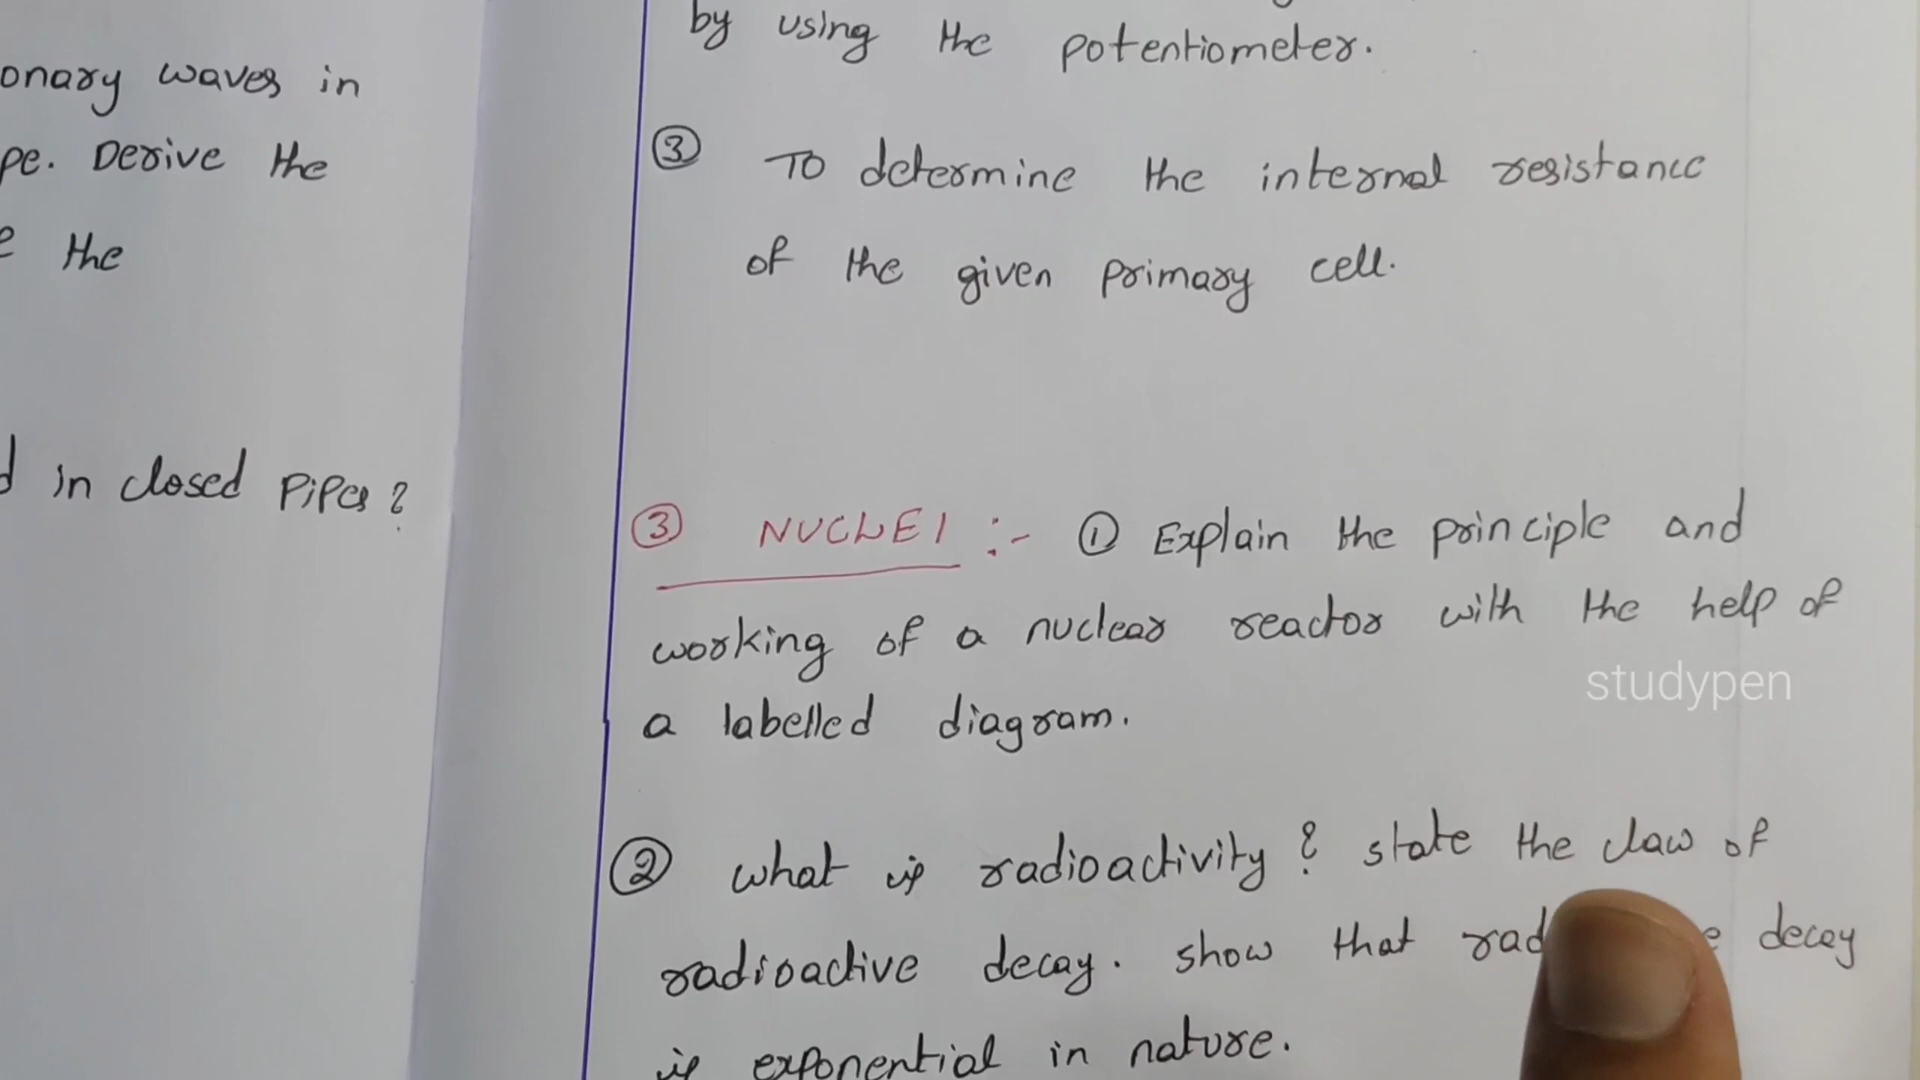 onary waves in
pe. Derive the
e the
d in closed pipes?
by using the potentiometer.
③ To determine the internal resistance
of the given primary cell.
③ NUCLEI :- ① Explain the principle and
working of a nuclear reactor with the help of
studypen
a labelled diagram.
② what is radioactivity? state the law of
radioactive decay. show that rad e decay
is exponential in nature.